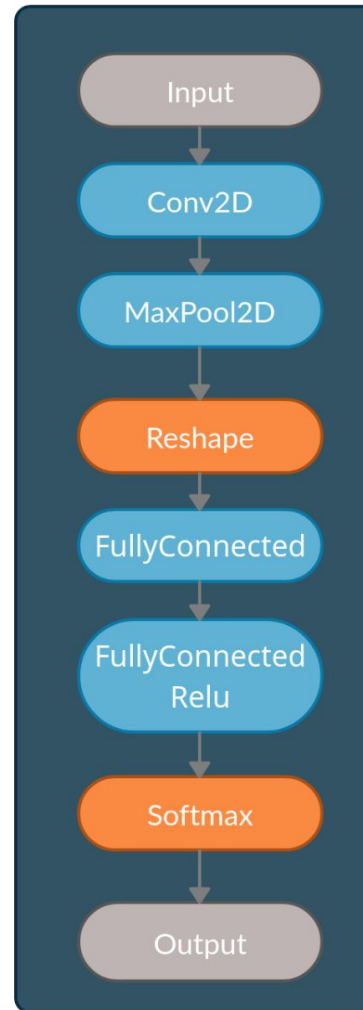 Input
Conv2D
MaxPool2D
Reshape
FullyConnected
FullyConnected
Relu
Softmax
Output